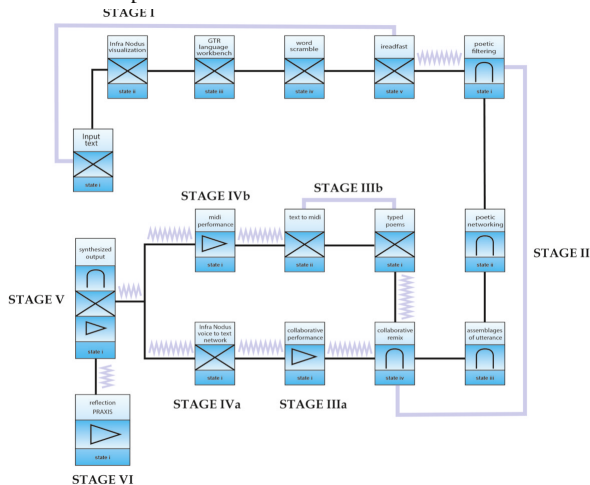 STAGE I
Infra Nodus
visualization
state ii
GTR
language
workbench
state iii
word
scramble
state iv
ireadfast
state v
poetic
filtering
state i
Input
text
state i
STAGE IVb
STAGE IIIb
midi
performance
state i
text to midi
state ii
typed
poems
state i
poetic
networking
state ii
STAGE II
synthesized
output
state i
STAGE V
Infra Nodus
voice to text
network
state i
collaborative
performance
state i
collaborative
remix
state iv
assemblages
of utterance
state iii
STAGE IVa
STAGE IIIa
reflection
PRAXIS
state i
STAGE VI